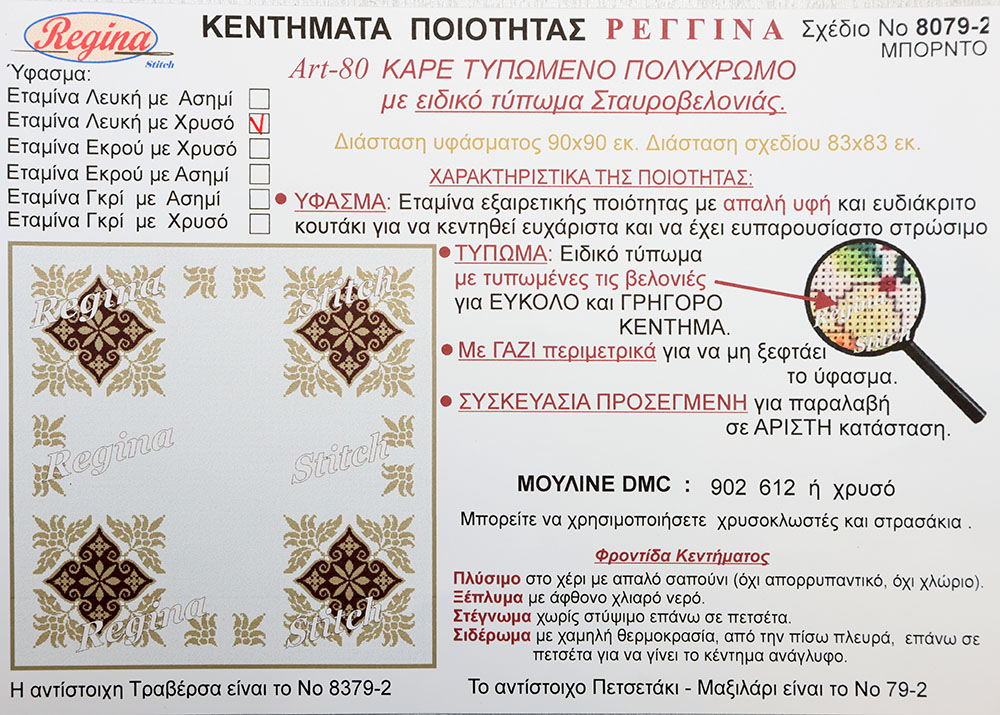 Regina
Stitch
ΚΕΝΤΗΜΑΤΑ ΠΟΙΟΤΗΤΑΣ ΡΕΓΓΙΝΑ
Σχέδιο Νο 8079-2
ΜΠΟΡΝΤΟ
Art-80 ΚΑΡΕ ΤΥΠΩΜΕΝΟ ΠΟΛΥΧΡΩΜΟ
με ειδικό τύπωμα Σταυροβελονιάς.
Ύφασμα:
Εταμίνα Λευκή με Ασημί
Εταμίνα Λευκή με Χρυσό
Εταμίνα Εκρού με Χρυσό
Εταμίνα Εκρού με Ασημί
Εταμίνα Γκρί με Ασημί
Εταμίνα Γκρί με Χρυσό
Διάσταση υφάσματος 90x90 εκ. Διάσταση σχεδίου 83x83 εκ.
ΧΑΡΑΚΤΗΡΙΣΤΙΚΑ ΤΗΣ ΠΟΙΟΤΗΤΑΣ:
• ΥΦΑΣΜΑ: Εταμίνα εξαιρετικής ποιότητας με απαλή υφή και ευδιάκριτο
κουτάκι για να κεντηθεί ευχάριστα και να έχει ευπαρουσίαστο στρώσιμο
• ΤΥΠΩΜΑ: Ειδικό τύπωμα
με τυπωμένες τις βελονιές
για ΕΥΚΟΛΟ και ΓΡΗΓΟΡΟ
ΚΕΝΤΗΜΑ.
• Με ΓΑΖΙ περιμετρικά για να μη ξεφτάει
το ύφασμα.
• ΣΥΣΚΕΥΑΣΙΑ ΠΡΟΣΕΓΜΕΝΗ για παραλαβή
σε ΑΡΙΣΤΗ κατάσταση.
Regina
Stitch
Regina
Stitch
Regina
Stitch
Stitch
ΜΟΥΛΙΝΕ DMC : 902 612 ή χρυσό
Μπορείτε να χρησιμοποιήσετε χρυσοκλωστές και στρασάκια .
Φροντίδα Κεντήματος
Πλύσιμο στο χέρι με απαλό σαπούνι (όχι απορρυπαντικό, όχι χλώριο).
Ξέπλυμα με άφθονο χλιαρό νερό.
Στέγνωμα χωρίς στύψιμο επάνω σε πετσέτα.
Σιδέρωμα με χαμηλή θερμοκρασία, από την πίσω πλευρά, επάνω σε
πετσέτα για να γίνει το κέντημα ανάγλυφο.
Η αντίστοιχη Τραβέρσα είναι το Νο 8379-2
Το αντίστοιχο Πετσετάκι - Μαξιλάρι είναι το Νο 79-2